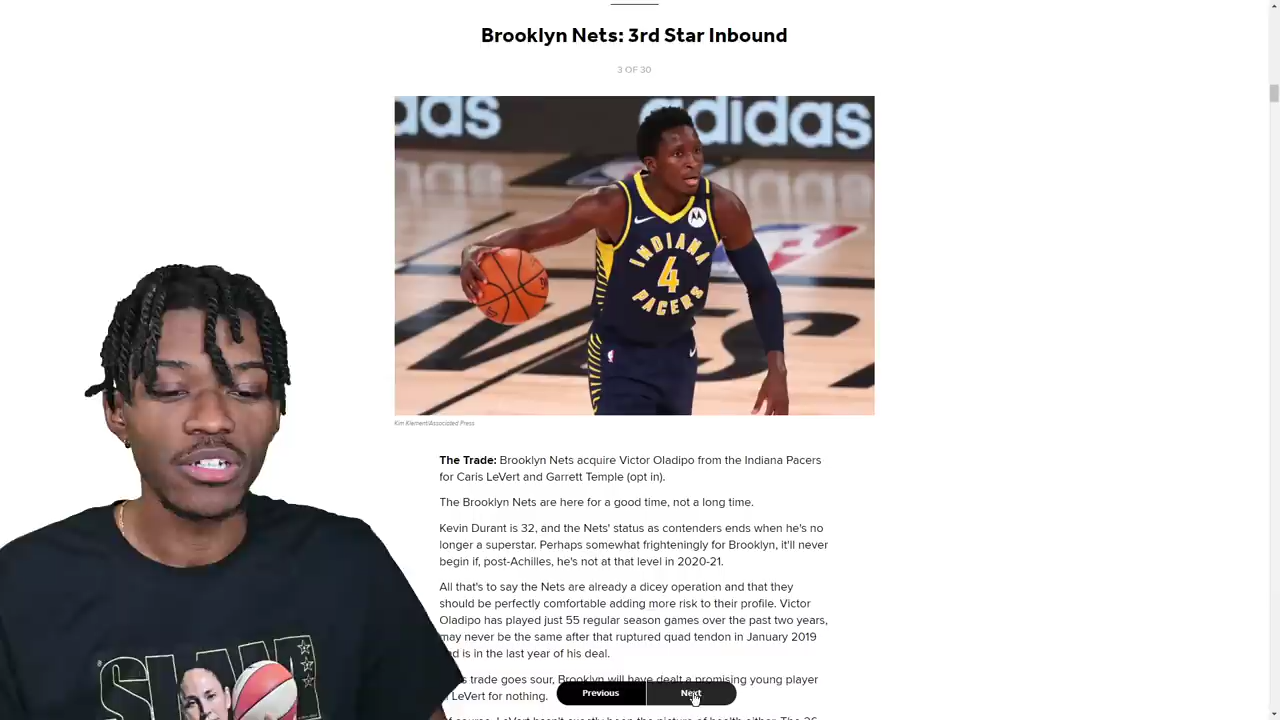 Brooklyn Nets: 3rd Star Inbound
3 OF 30
adidas
adidas
INDIANA
4
PACERS
Kim Klement/Associated Press
The Trade: Brooklyn Nets acquire Victor Oladipo from the Indiana Pacers
for Caris LeVert and Garrett Temple (opt in).
The Brooklyn Nets are here for a good time, not a long time.
Kevin Durant is 32, and the Nets' status as contenders ends when he's no
longer a superstar. Perhaps somewhat frighteningly for Brooklyn, it'll never
begin if, post-Achilles, he's not at that level in 2020-21.
All that's to say the Nets are already a dicey operation and that they
should be perfectly comfortable adding more risk to their profile. Victor
Oladipo has played just 55 regular season games over the past two years,
may never be the same after that ruptured quad tendon in January 2019
is in the last year of his deal.
trade goes sour, Brooklyn will have dealt a promising young player
LeVert for nothing.
Previous
Next
SLAM